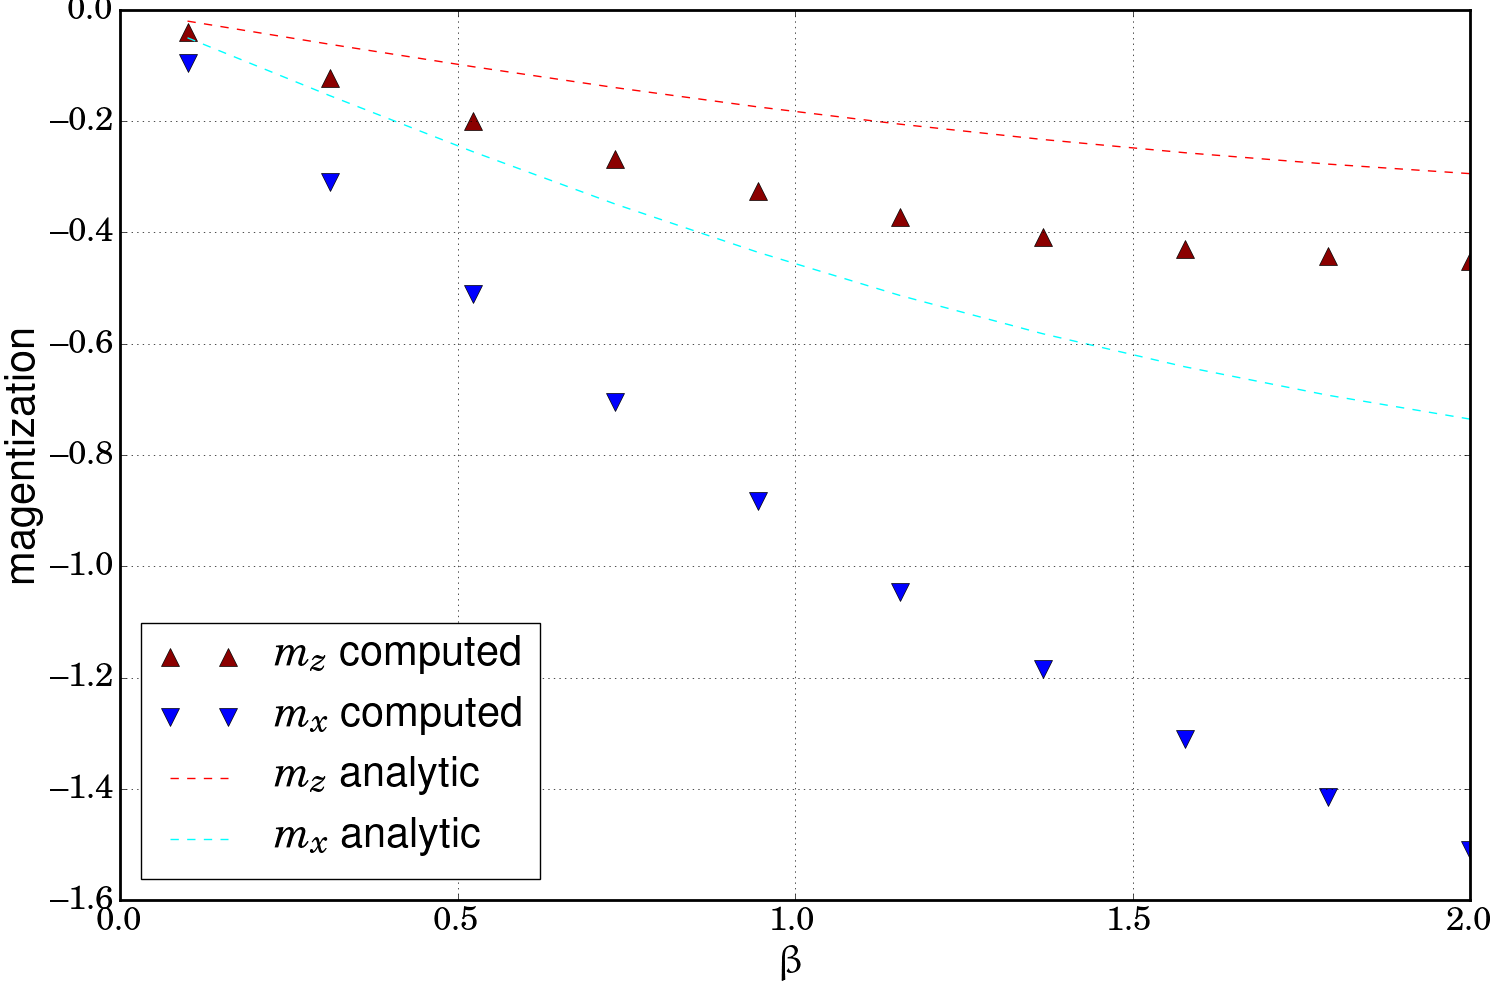 0.0
−0.2
−0.4
−0.6
−0.8
−1.0
−1.2
−1.4
−1.6
magentization
m_z computed
m_x computed
m_z analytic
m_x analytic
0.0 0.5 1.0 1.5 2.0
β